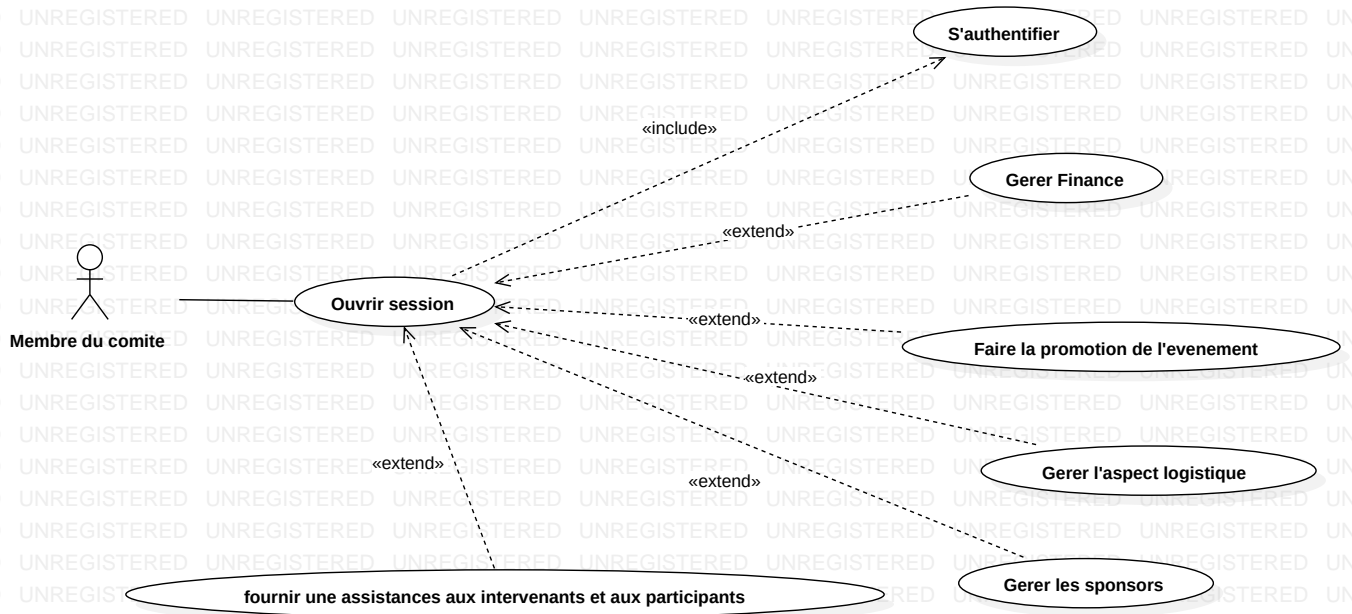 S'authentifier
«include»
Gerer Finance
«extend»
Ouvrir session
Membre du comite
«extend»
Faire la promotion de l'evenement
«extend»
Gerer l'aspect logistique
«extend»
«extend»
Gerer les sponsors
fournir une assistances aux intervenants et aux participants
UNREGISTERED